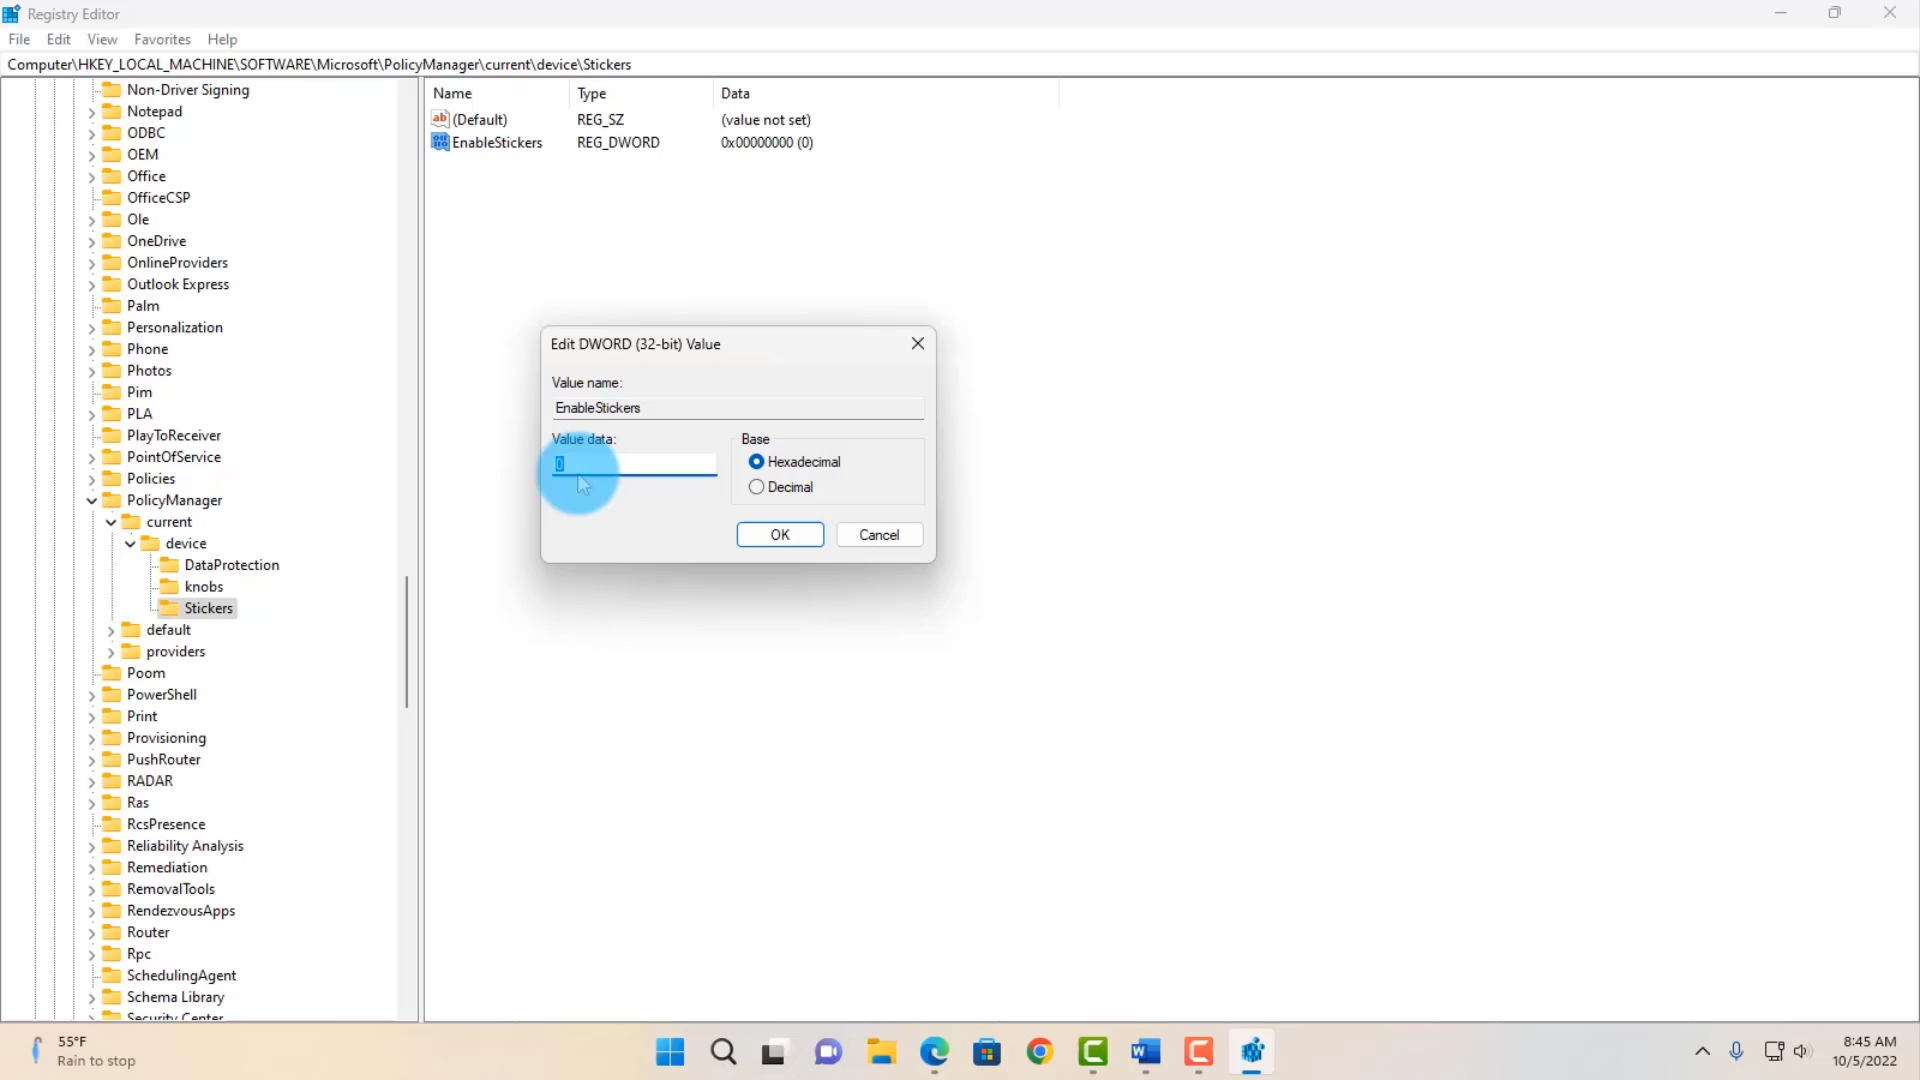 Registry Editor
File Edit View Favorites Help
Computer\HKEY_LOCAL_MACHINE\SOFTWARE\Microsoft\PolicyManager\current\device\Stickers
Non-Driver Signing
Notepad
ODBC
OEM
Office
OfficeCSP
Ole
OneDrive
OnlineProviders
Outlook Express
Palm
Personalization
Phone
Photos
Pim
PLA
PlayToReceiver
PointOfService
Policies
PolicyManager
current
device
DataProtection
knobs
Stickers
default
providers
Poom
PowerShell
Print
Provisioning
PushRouter
RADAR
Ras
RcsPresence
Reliability Analysis
Remediation
RemovalTools
RendezvousApps
Router
Rpc
SchedulingAgent
Schema Library
Security Center
Name Type Data
ab (Default) REG_SZ (value not set)
EnableStickers REG_DWORD 0x00000000 (0)
Edit DWORD (32-bit) Value
Value name:
EnableStickers
Value data:
0
Base
Hexadecimal
Decimal
OK Cancel
55°F
Rain to stop
8:45 AM
10/5/2022